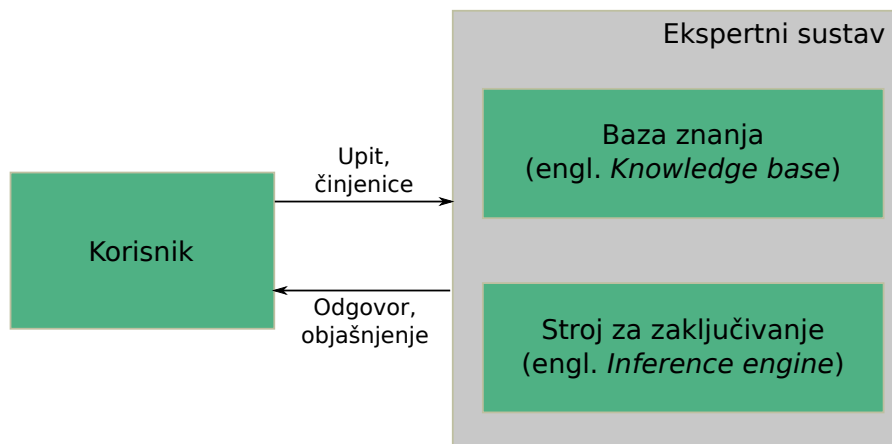 Ekspertni sustav
Baza znanja
(engl. Knowledge base)
Upit,
činjenice
Korisnik
Odgovor,
objašnjenje
Stroj za zaključivanje
(engl. Inference engine)